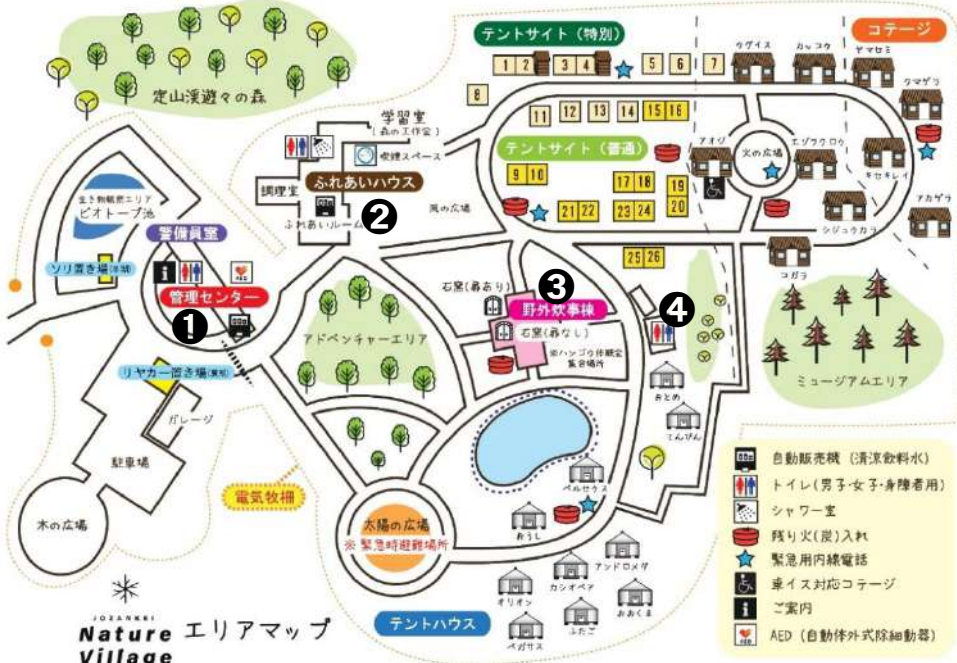 テントサイト(特別)
コテージ
ウグイス
カッコウ
ヤマセミ
1 2
3 4
5 6
7
8
クマゲラ
定山渓遊々の森
学習室
(森の工作室)
11 12 13 14 15 16
喫煙スペース
テントサイト(普通)
アオジ
火の広場
エゾフクロウ
調理室
ふれあいハウス
9 10
17 18
19
20
キセキレイ
生き物観察エリア
ビオトープ池
❷
風の広場
21 22
23 24
アカゲラ
ふれあいルーム
シジュウカラ
警備員室
25 26
コガラ
ソリ置き場(冬期)
i
AED
管理センター
石窯(扉あり)
❸
野外炊事棟
❹
❶
アドベンチャーエリア
石窯(扉なし)
※ハンゴウ体験室
集合場所
リヤカー置き場(夏期)
おとめ
ミュージアムエリア
ガレージ
てんびん
駐車場
ペルセウス
電気牧柵
木の広場
太陽の広場
※緊急時避難場所
おうし
アンドロメダ
カシオペア
オリオン
おおぐま
ふたご
ペガサス
テントハウス
自動販売機 (清涼飲料水)
トイレ(男子・女子・身障者用)
シャワー室
残り火(炭)入れ
緊急用内線電話
車イス対応コテージ
i ご案内
AED AED (自動体外式除細動器)
JOZANKEI
Nature
Village
エリアマップ